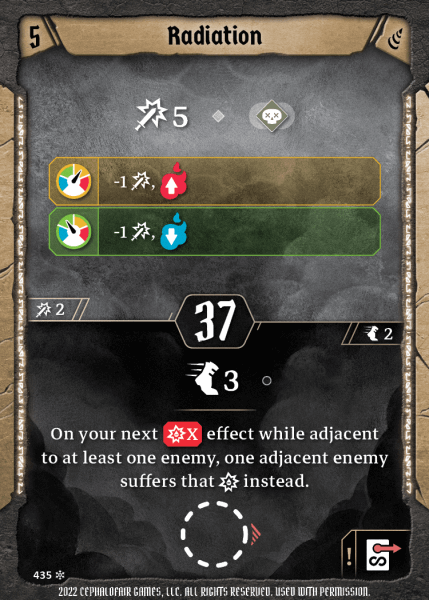 5
Radiation
5
-1 ,
-1 ,
2
37
2
3
On your next X effect while adjacent
to at least one enemy, one adjacent enemy
suffers that instead.
!
435
2022 CEPHALOFAIR GAMES, LLC. ALL RIGHTS RESERVED. USED WITH PERMISSION.